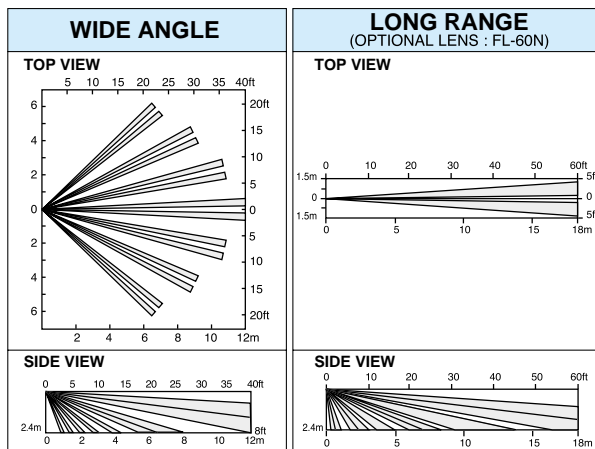 WIDE ANGLE
TOP VIEW
5 10 15 20 25 30 35 40ft
6
4
2
0
2
4
6
20ft
15
10
5
0
5
10
15
20ft
2 4 6 8 10 12m
SIDE VIEW
0 5 10 15 20 25 30 40ft
2.4m
8ft
0 2 4 6 8 10 12m
LONG RANGE
(OPTIONAL LENS : FL-60N)
TOP VIEW
0 10 20 30 40 50 60
1.5m
0
1.5m
5f
0
5f
0 5 10 15 18m
SIDE VIEW
0 10 20 30 40 50 60ft
2.4m
0 5 10 15 18m